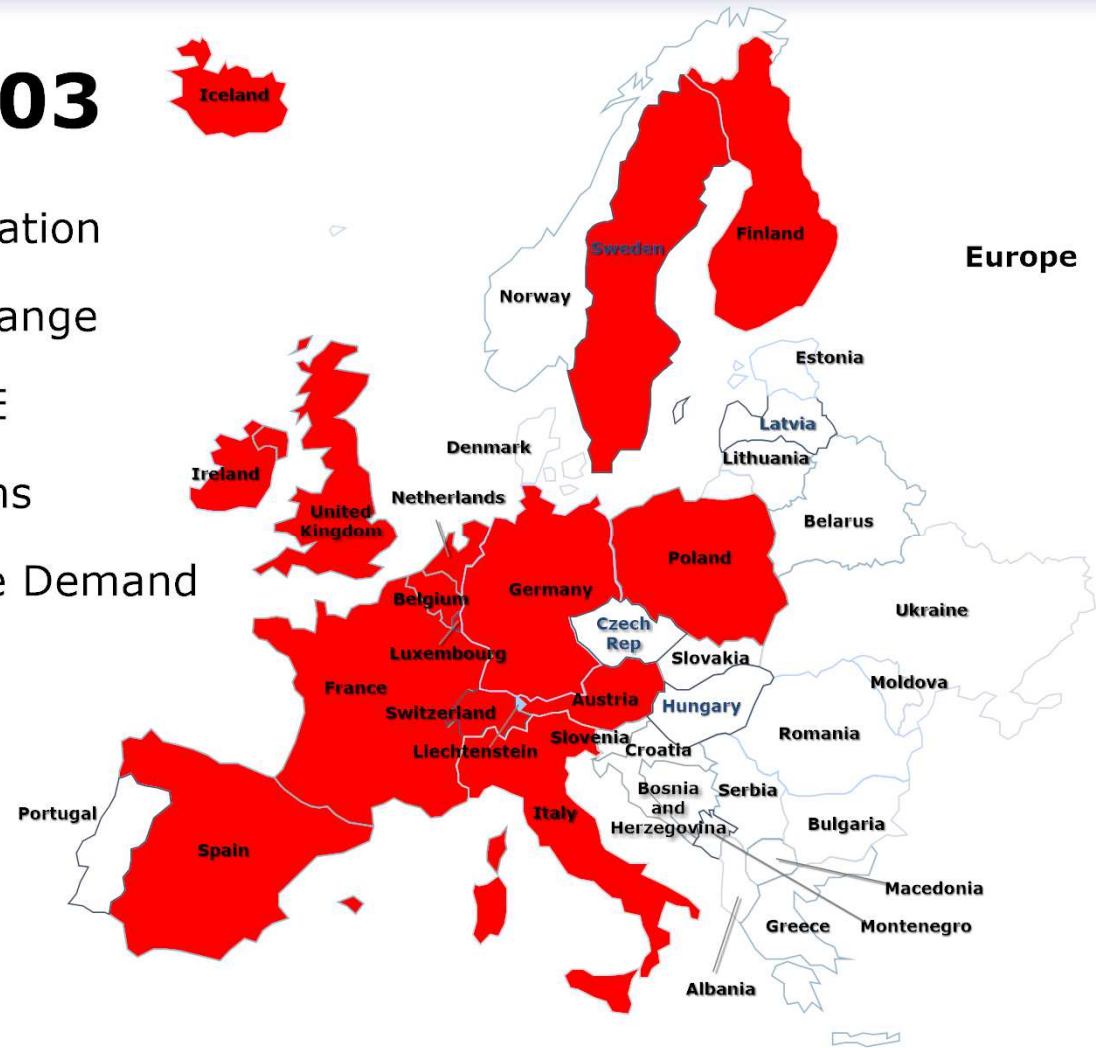 03
ation
ange
E
ns
e Demand
Europe
Iceland
Sweden
Finland
Norway
Estonia
Latvia
Lithuania
Denmark
Ireland
Netherlands
United
Kingdom
Belarus
Poland
Germany
Belgium
Ukraine
Czech
Rep
Luxembourg
Slovakia
Moldova
France
Austria
Hungary
Switzerland
Slovenia
Romania
Liechtenstein
Croatia
Bosnia
and
Herzegovina
Serbia
Portugal
Italy
Bulgaria
Spain
Macedonia
Greece
Montenegro
Albania